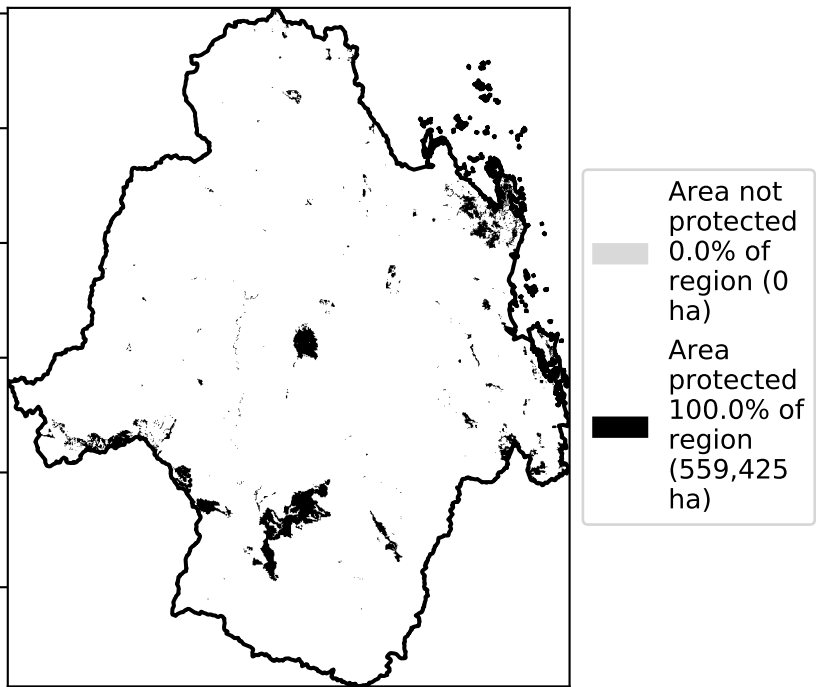 Area not
protected
0.0% of
region (0
ha)
Area
protected
100.0% of
region
(559,425
ha)